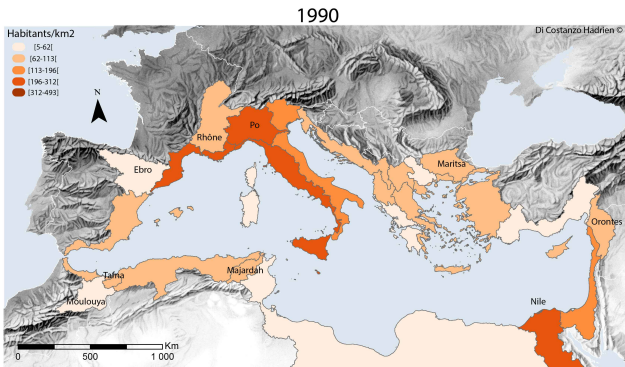 1990
Di Costanzo Hadrien ©
Habitants/km2
[5-62[
[62-113[
[113-196[
[196-312[
[312-493]
N
Po
Rhône
Ebro
Maritsa
Orontes
Tafna
Majardah
Moulouya
Nile
Km
0 500 1 000